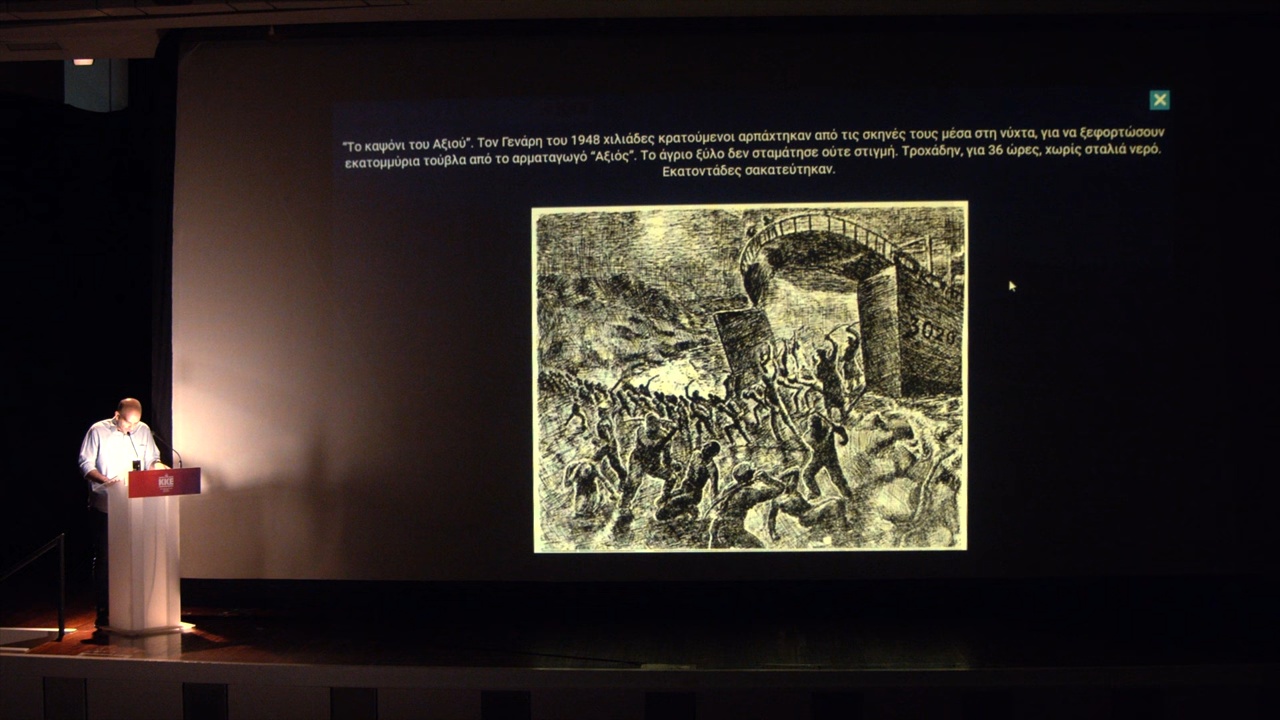 “Το καψόνι του Αξιού”. Τον Γενάρη του 1948 χιλιάδες κρατούμενοι αρπάχτηκαν από τις σκηνές τους μέσα στη νύχτα, για να ξεφορτώσουν
εκατομμύρια τούβλα από το αρματαγωγό “Αξιός”. Το άγριο ξύλο δεν σταμάτησε ούτε στιγμή. Τροχάδην, για 36 ώρες, χωρίς σταλιά νερό.
Εκατοντάδες σακατεύτηκαν.
3020
ΚΚΕ